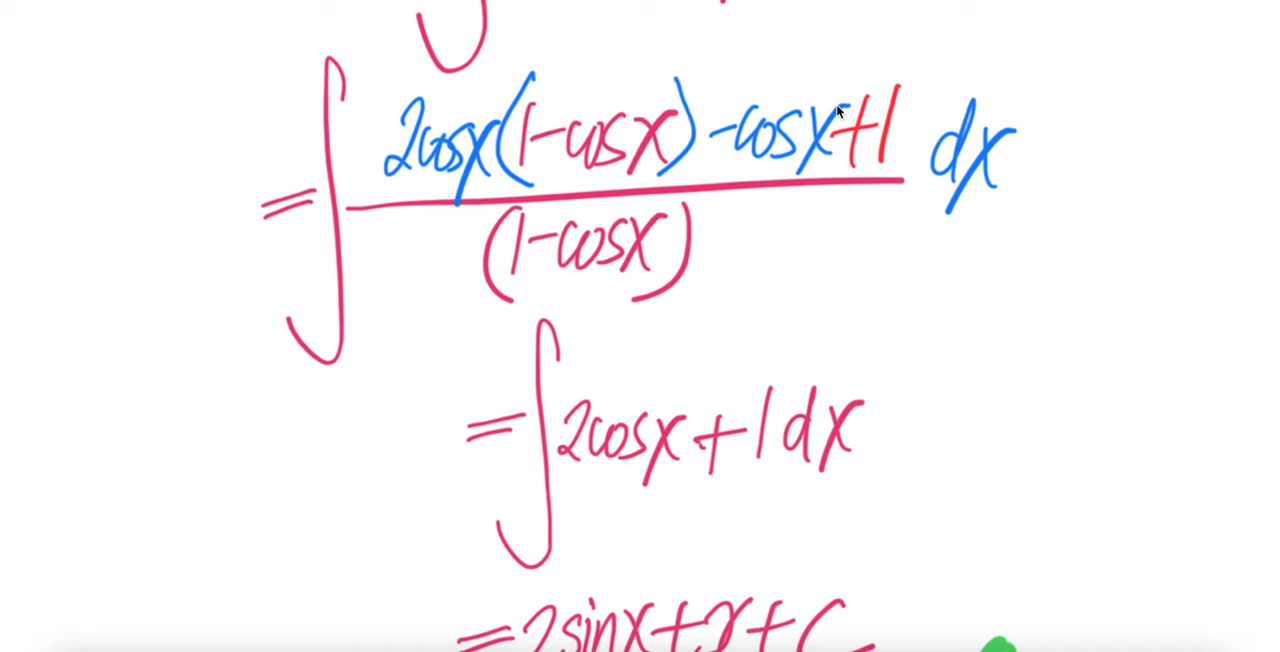 = ∫ (2cosx(1-cosx) -cosx+1)/(1-cosx) dx
= ∫ 2cosx+1 dx
= 2sinx+x+C